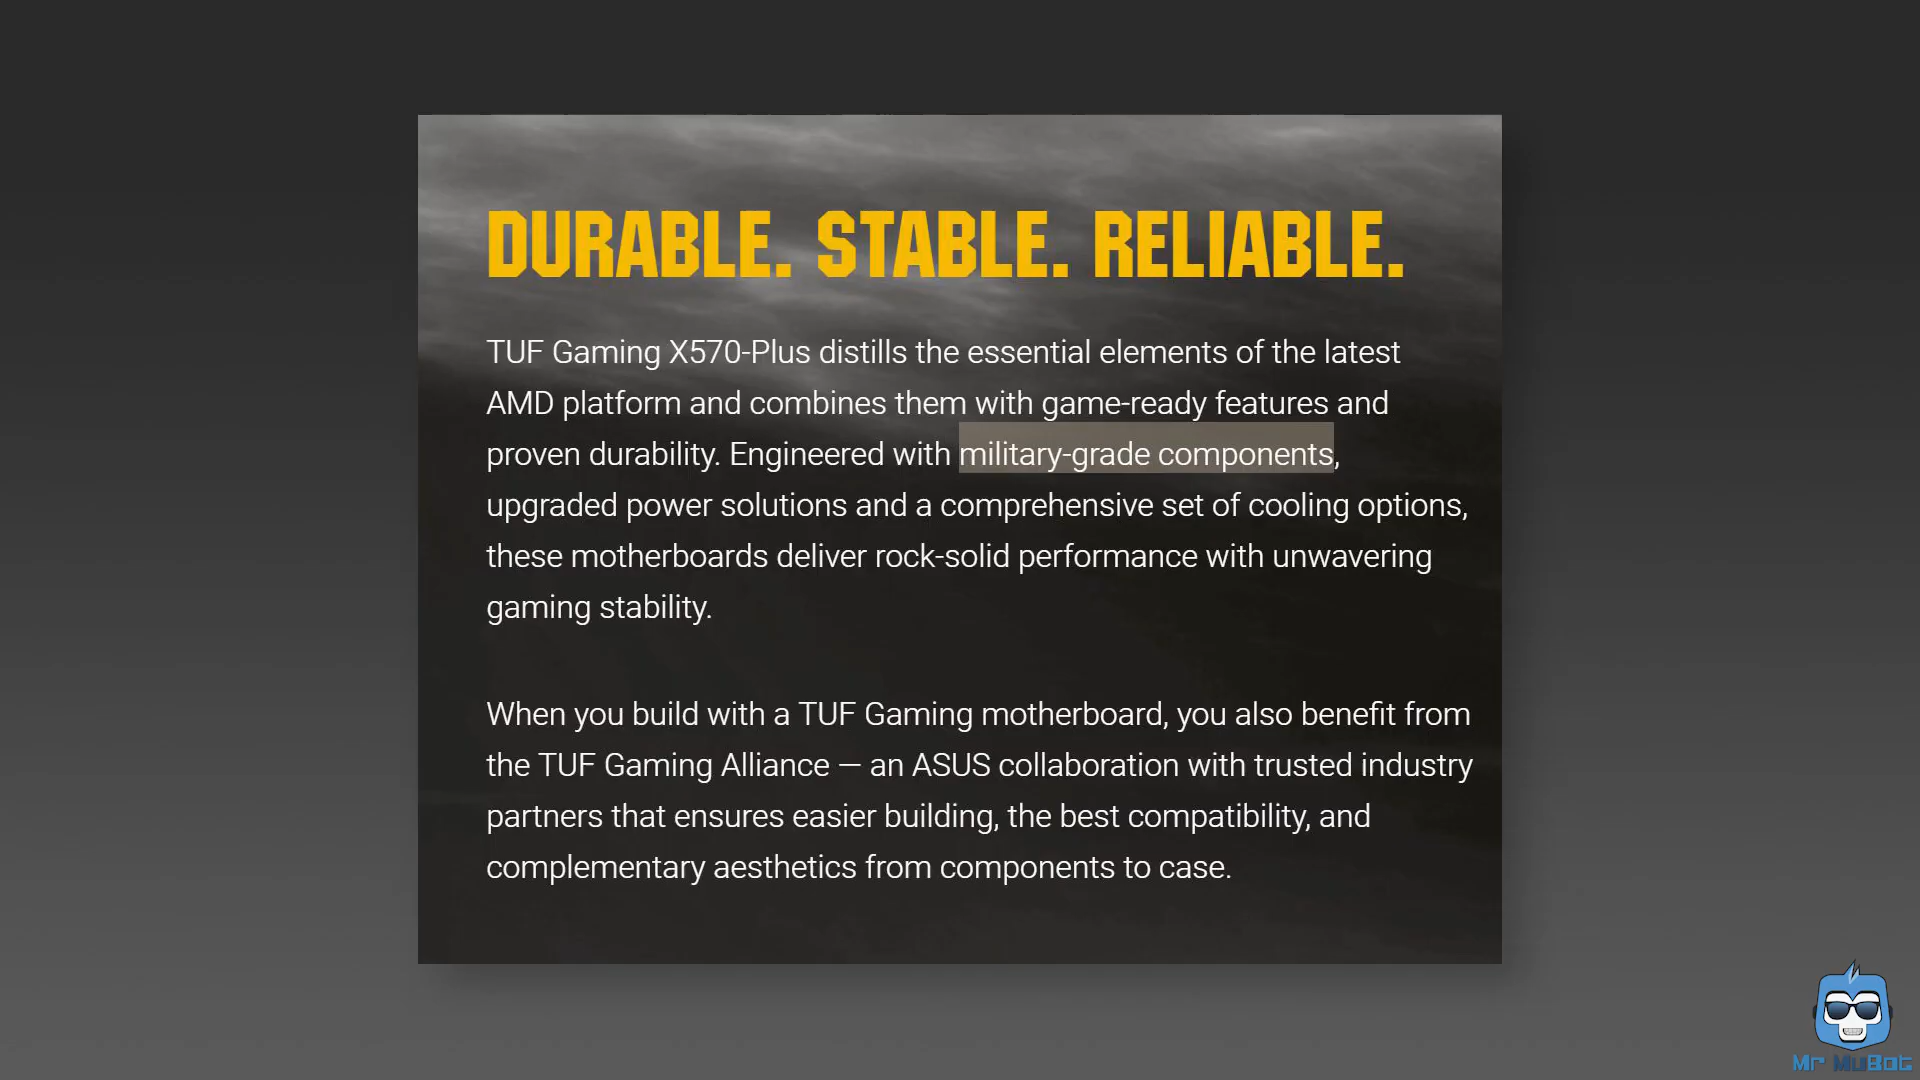 DURABLE. STABLE. RELIABLE.
TUF Gaming X570-Plus distills the essential elements of the latest
AMD platform and combines them with game-ready features and
proven durability. Engineered with military-grade components,
upgraded power solutions and a comprehensive set of cooling options,
these motherboards deliver rock-solid performance with unwavering
gaming stability.
When you build with a TUF Gaming motherboard, you also benefit from
the TUF Gaming Alliance — an ASUS collaboration with trusted industry
partners that ensures easier building, the best compatibility, and
complementary aesthetics from components to case.
Mr MuBot